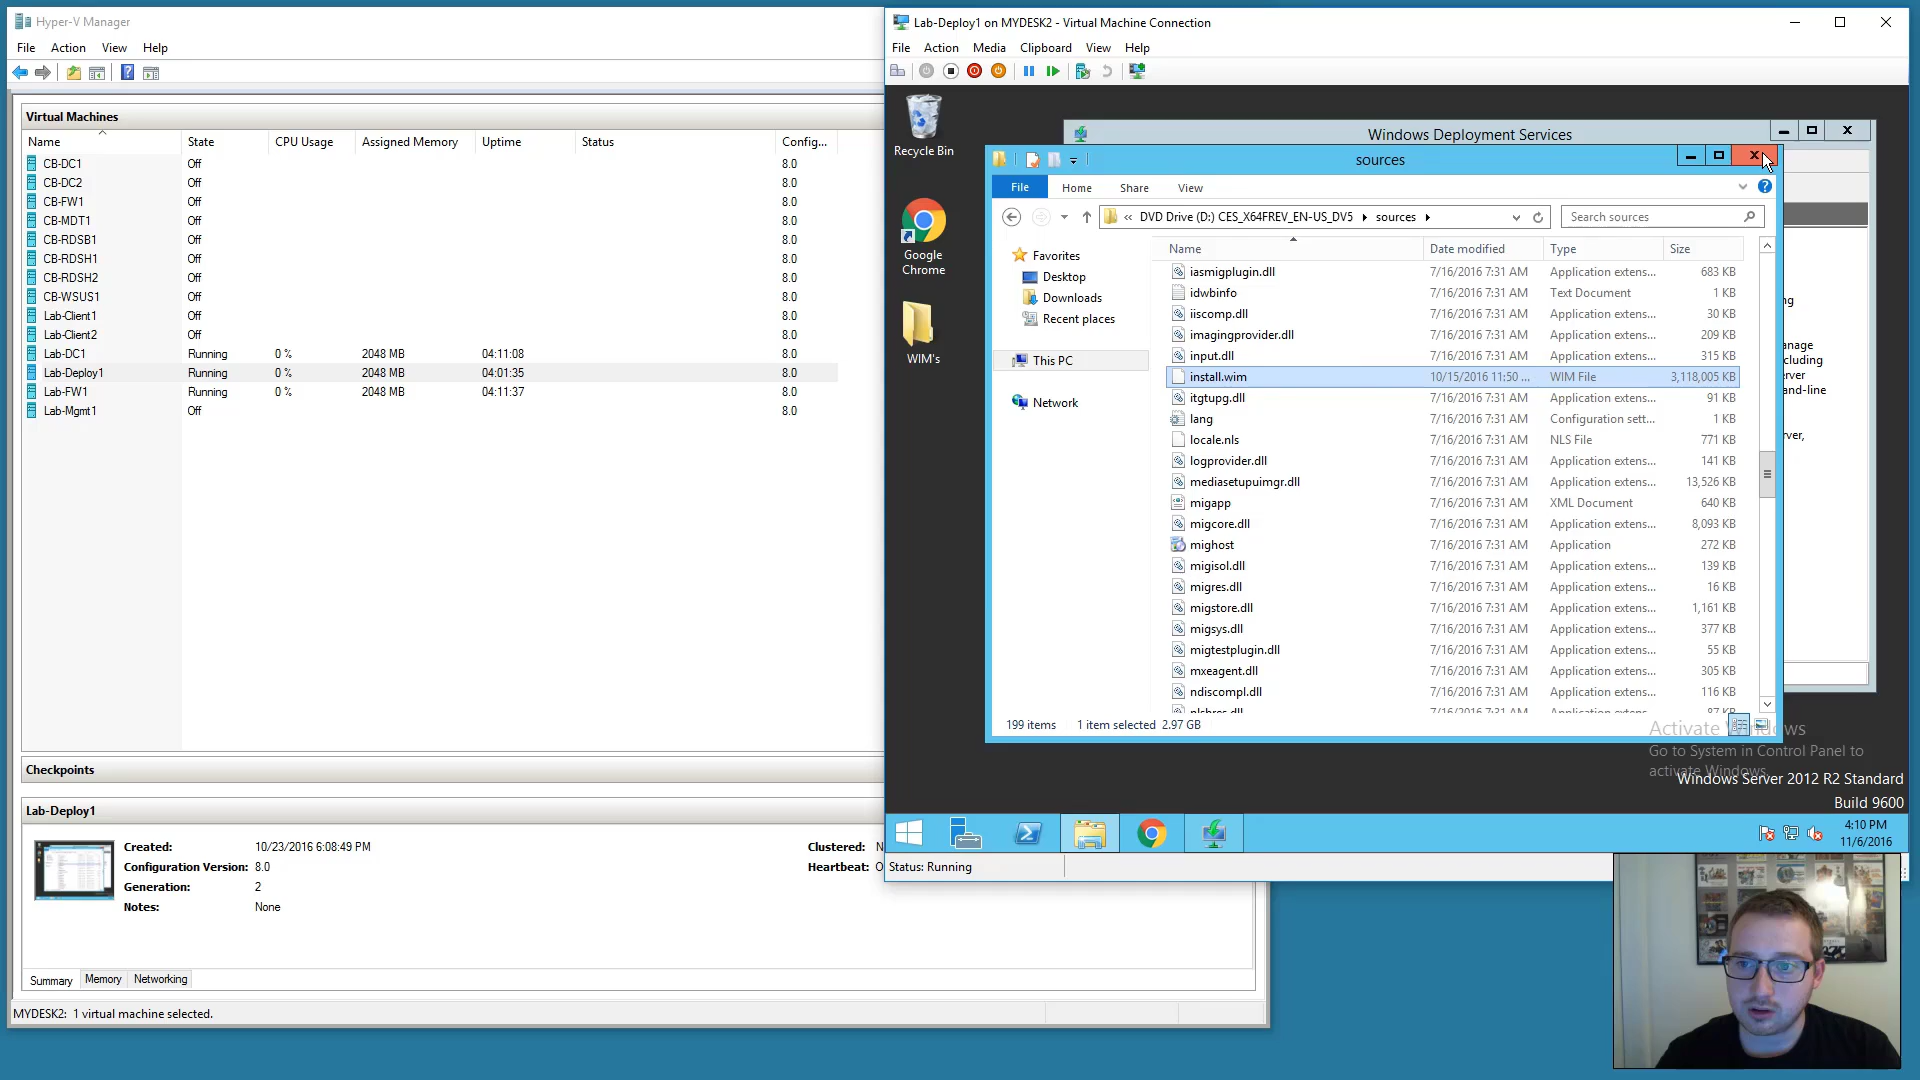 Hyper-V Manager
File Action View Help
Virtual Machines
Name State CPU Usage Assigned Memory Uptime Status Config...
CB-DC1 Off 8.0
CB-DC2 Off 8.0
CB-FW1 Off 8.0
CB-MDT1 Off 8.0
CB-RDSB1 Off 8.0
CB-RDSH1 Off 8.0
CB-RDSH2 Off 8.0
CB-WSUS1 Off 8.0
Lab-Client1 Off 8.0
Lab-Client2 Off 8.0
Lab-DC1 Running 0 % 2048 MB 04:11:08 8.0
Lab-Deploy1 Running 0 % 2048 MB 04:01:35 8.0
Lab-FW1 Running 0 % 2048 MB 04:11:37 8.0
Lab-Mgmt1 Off 8.0
Checkpoints
Lab-Deploy1
Created: 10/23/2016 6:08:49 PM Clustered: N
Configuration Version: 8.0 Heartbeat: O
Generation: 2
Notes: None
Summary Memory Networking
MYDESK2: 1 virtual machine selected.
Lab-Deploy1 on MYDESK2 - Virtual Machine Connection
File Action Media Clipboard View Help
Recycle Bin
Google
Chrome
WIM's
Windows Deployment Services
ng
anage
cluding
erver
and-line
rver,
sources
File Home Share View
« DVD Drive (D:) CES_X64FREV_EN-US_DV5 sources
Search sources
Favorites
Desktop
Downloads
Recent places
This PC
Network
Name Date modified Type Size
iasmigplugin.dll 7/16/2016 7:31 AM Application extens... 683 KB
idwbinfo 7/16/2016 7:31 AM Text Document 1 KB
iiscomp.dll 7/16/2016 7:31 AM Application extens... 30 KB
imagingprovider.dll 7/16/2016 7:31 AM Application extens... 209 KB
input.dll 7/16/2016 7:31 AM Application extens... 315 KB
install.wim 10/15/2016 11:50 ... WIM File 3,118,005 KB
itgtupg.dll 7/16/2016 7:31 AM Application extens... 91 KB
lang 7/16/2016 7:31 AM Configuration sett... 1 KB
locale.nls 7/16/2016 7:31 AM NLS File 771 KB
logprovider.dll 7/16/2016 7:31 AM Application extens... 141 KB
mediasetupuimgr.dll 7/16/2016 7:31 AM Application extens... 13,526 KB
migapp 7/16/2016 7:31 AM XML Document 640 KB
migcore.dll 7/16/2016 7:31 AM Application extens... 8,093 KB
mighost 7/16/2016 7:31 AM Application 272 KB
migisol.dll 7/16/2016 7:31 AM Application extens... 139 KB
migres.dll 7/16/2016 7:31 AM Application extens... 16 KB
migstore.dll 7/16/2016 7:31 AM Application extens... 1,161 KB
migsys.dll 7/16/2016 7:31 AM Application extens... 377 KB
migtestplugin.dll 7/16/2016 7:31 AM Application extens... 55 KB
mxeagent.dll 7/16/2016 7:31 AM Application extens... 305 KB
ndiscompl.dll 7/16/2016 7:31 AM Application extens... 116 KB
199 items 1 item selected 2.97 GB
Activate Windows
Go to System in Control Panel to
activate Windows.
Windows Server 2012 R2 Standard
Build 9600
4:10 PM
11/6/2016
Status: Running